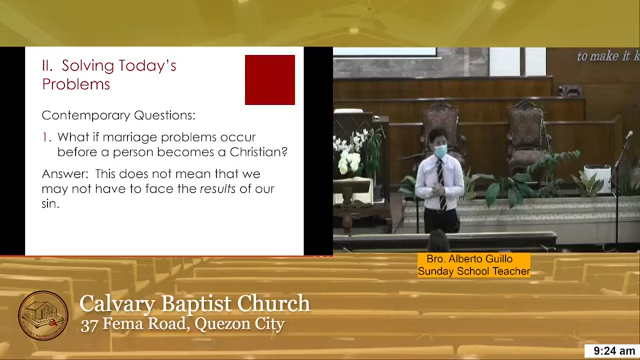 II. Solving Today's
Problems
Contemporary Questions:
1. What if marriage problems occur
before a person becomes a Christian?
Answer: This does not mean that we
may not have to face the results of our
sin.
to make it k
Bro. Alberto Guillo
Sunday School Teacher
Calvary Baptist Church
37 Fema Road, Quezon City
9:24 am